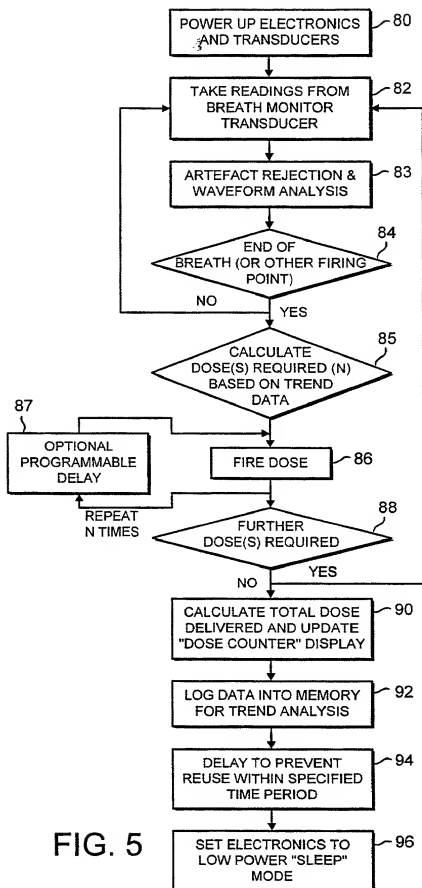 POWER UP ELECTRONICS
AND TRANSDUCERS
80
TAKE READINGS FROM
BREATH MONITOR
TRANSDUCER
82
ARTEFACT REJECTION &
WAVEFORM ANALYSIS
83
END OF
BREATH (OR OTHER FIRING
POINT)
84
NO
YES
CALCULATE
DOSE(S) REQUIRED (N)
BASED ON TREND
DATA
85
87
OPTIONAL
PROGRAMMABLE
DELAY
FIRE DOSE
86
REPEAT
N TIMES
FURTHER
DOSE(S) REQUIRED
88
NO
YES
CALCULATE TOTAL DOSE
DELIVERED AND UPDATE
"DOSE COUNTER" DISPLAY
90
LOG DATA INTO MEMORY
FOR TREND ANALYSIS
92
DELAY TO PREVENT
REUSE WITHIN SPECIFIED
TIME PERIOD
94
SET ELECTRONICS TO
LOW POWER "SLEEP"
MODE
96
FIG. 5